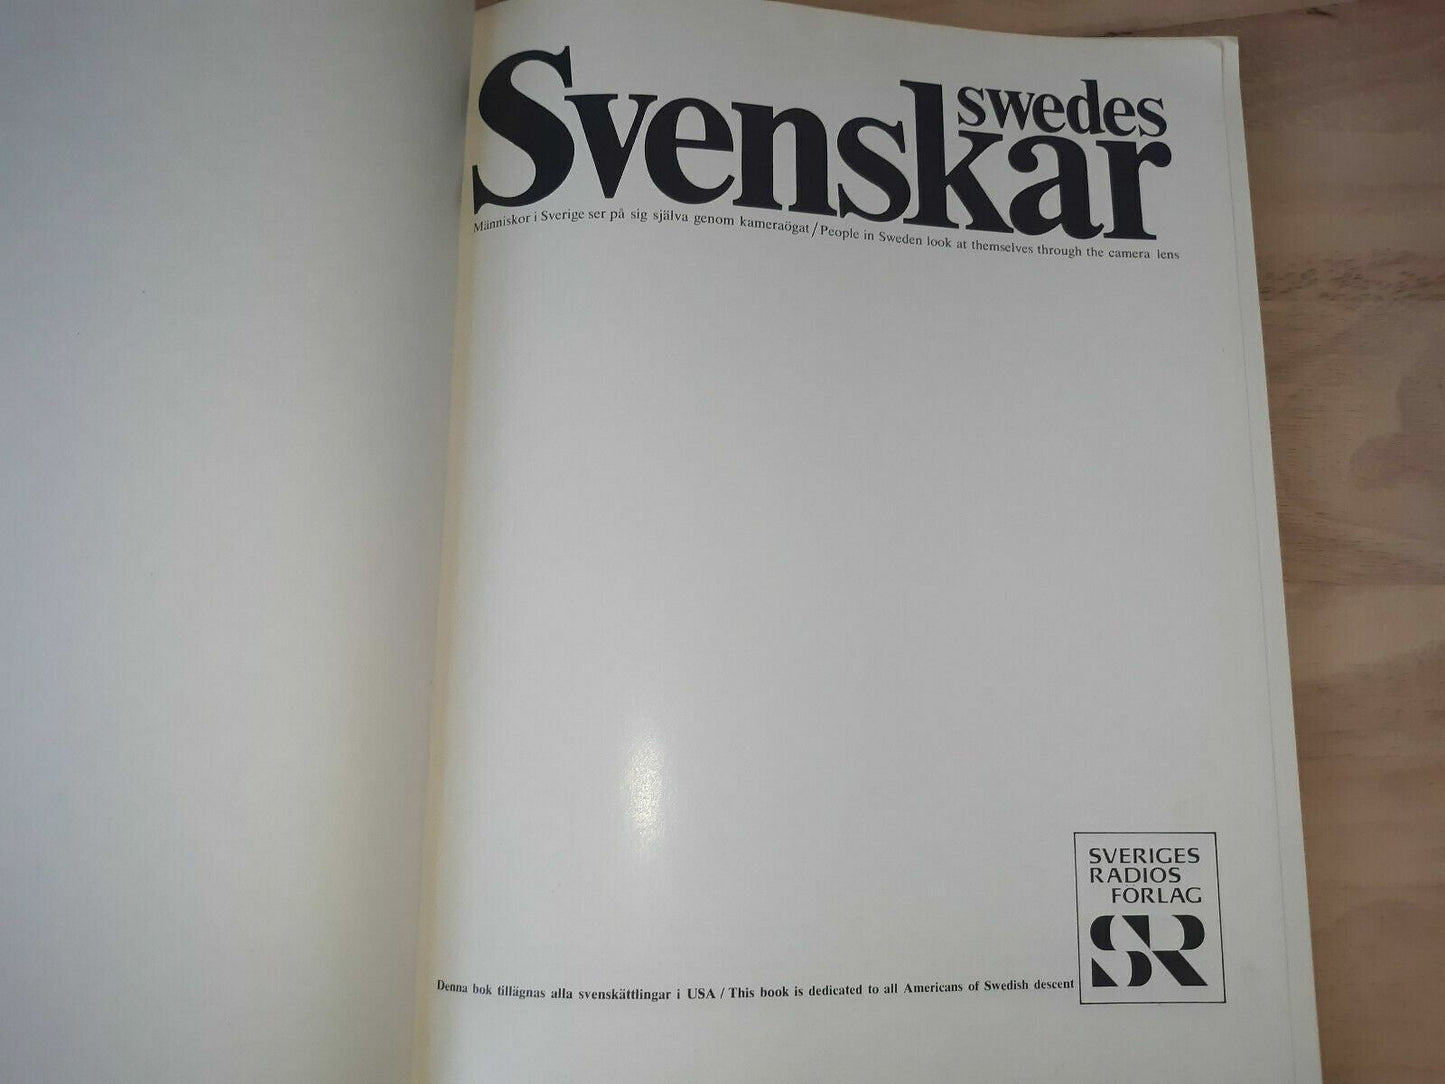 Svenskar
swedes
Människor i Sverige ser på sig själva genom kameraögat / People in Sweden look at themselves through the camera lens
SVERIGES
RADIOS
FÖRLAG
SR
Denna bok tillägnas alla svenskättlingar i USA / This book is dedicated to all Americans of Swedish descent